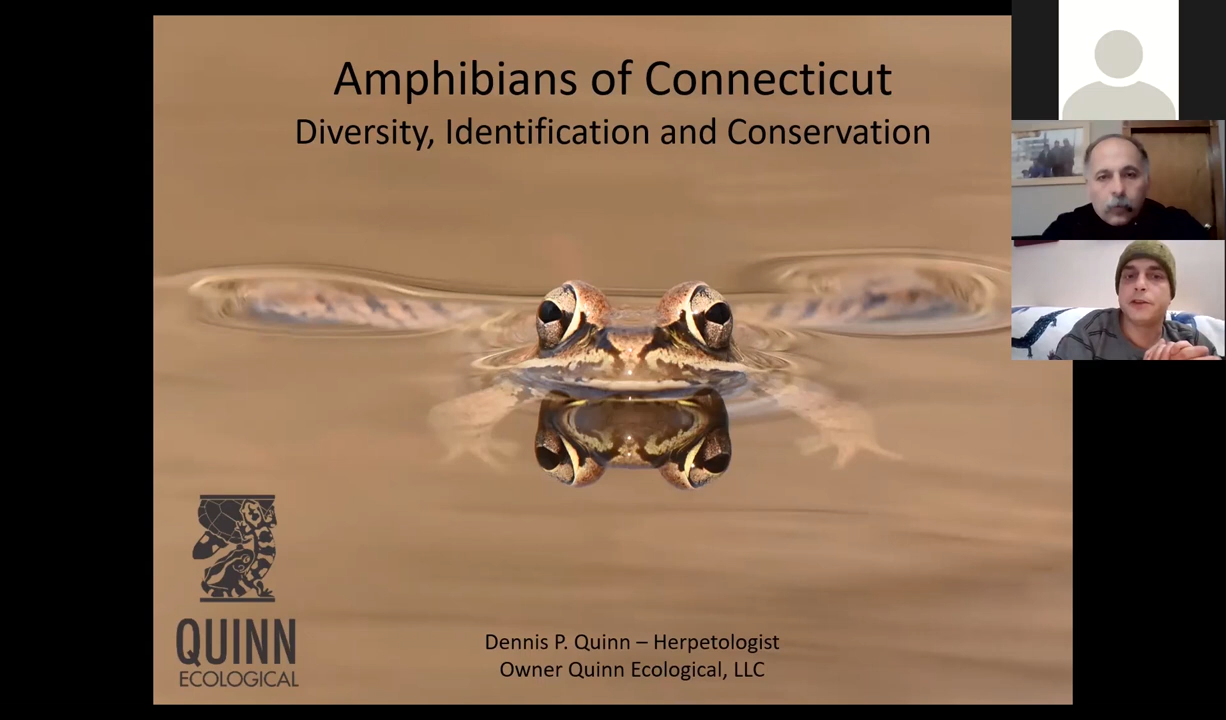 Amphibians of Connecticut
Diversity, Identification and Conservation
QUINN
ECOLOGICAL
Dennis P. Quinn – Herpetologist
Owner Quinn Ecological, LLC